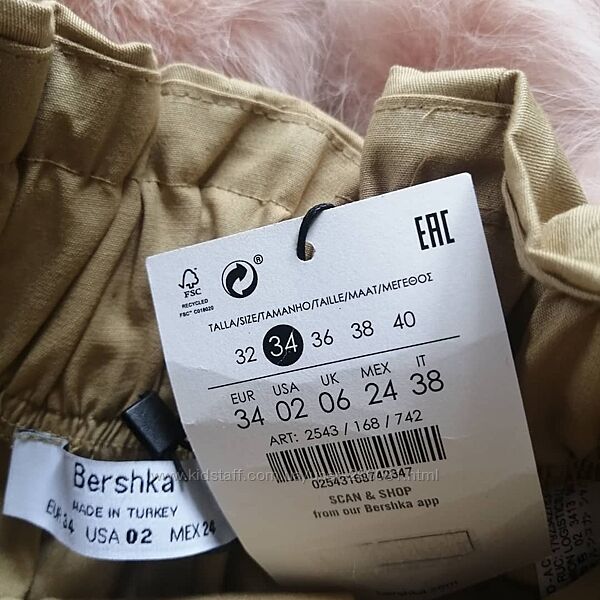 EAC
FSC
RECYCLED
FSC™ C018020
®
TALLA/SIZE/TAMANHO/TAILLE/MAAT/ΜΕΓΕΘΟΣ
32 34 36 38 40
EUR USA UK MEX IT
34 02 06 24 38
ART: 2543 / 168 / 742
02543168742347
SCAN & SHOP
from our Bershka app
Bershka
MADE IN TURKEY
EUR 34 USA 02 MEX 24